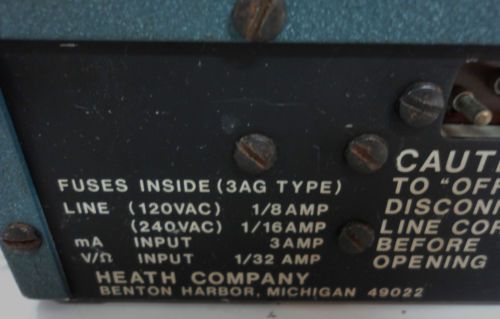 FUSES INSIDE (3AG TYPE)
LINE (120VAC) 1/8 AMP
(240VAC) 1/16 AMP
mA INPUT 3 AMP
V/Ω INPUT 1/32 AMP
HEATH COMPANY
BENTON HARBOR, MICHIGAN 49022
TO "OFF
LINE COR
BEFORE
OPENING